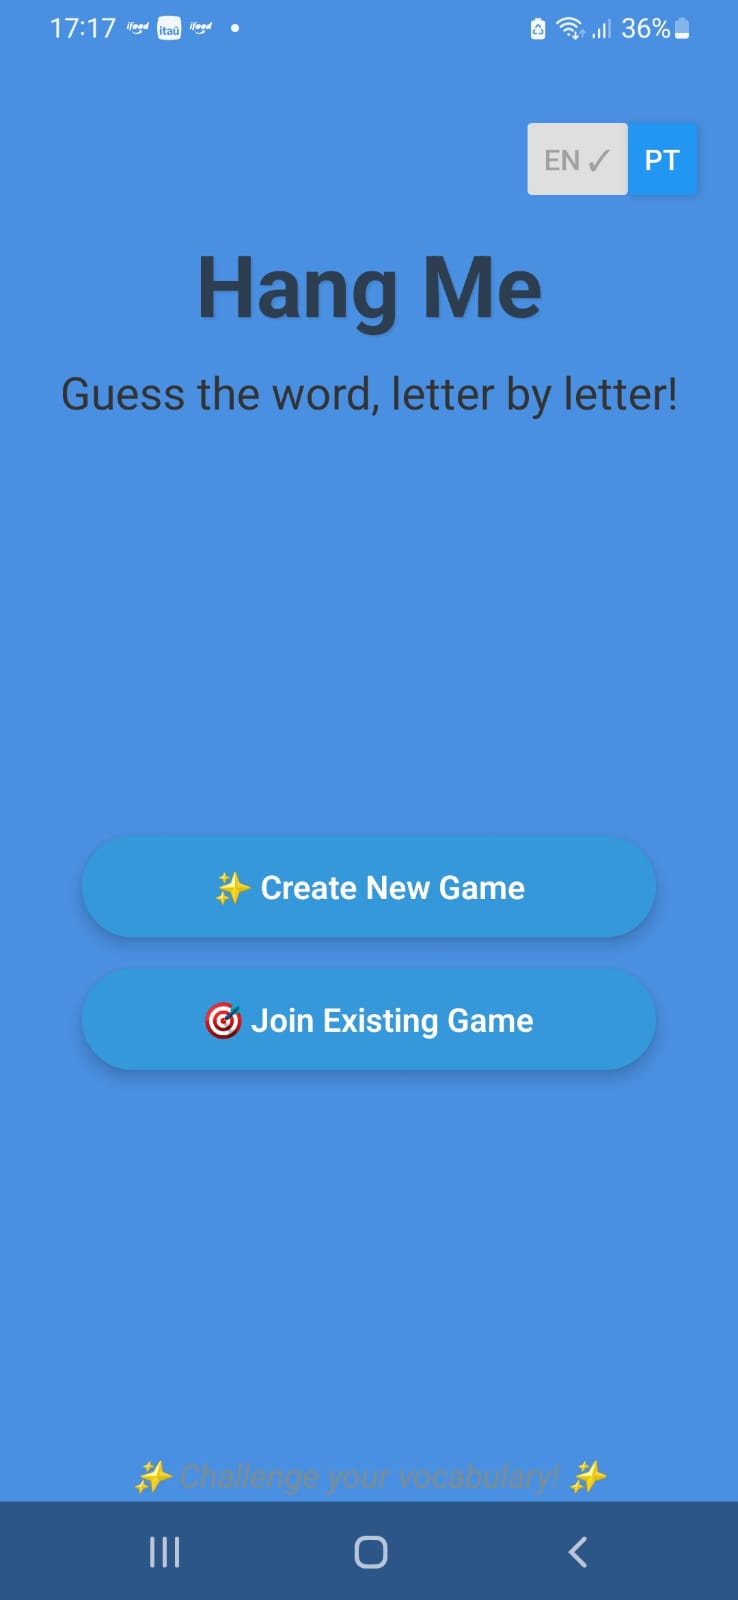 17:17 ifood itaú ifood 36%
EN ✓ PT
Hang Me
Guess the word, letter by letter!
✨ Create New Game
🎯 Join Existing Game
✨ Challenge your vocabulary! ✨